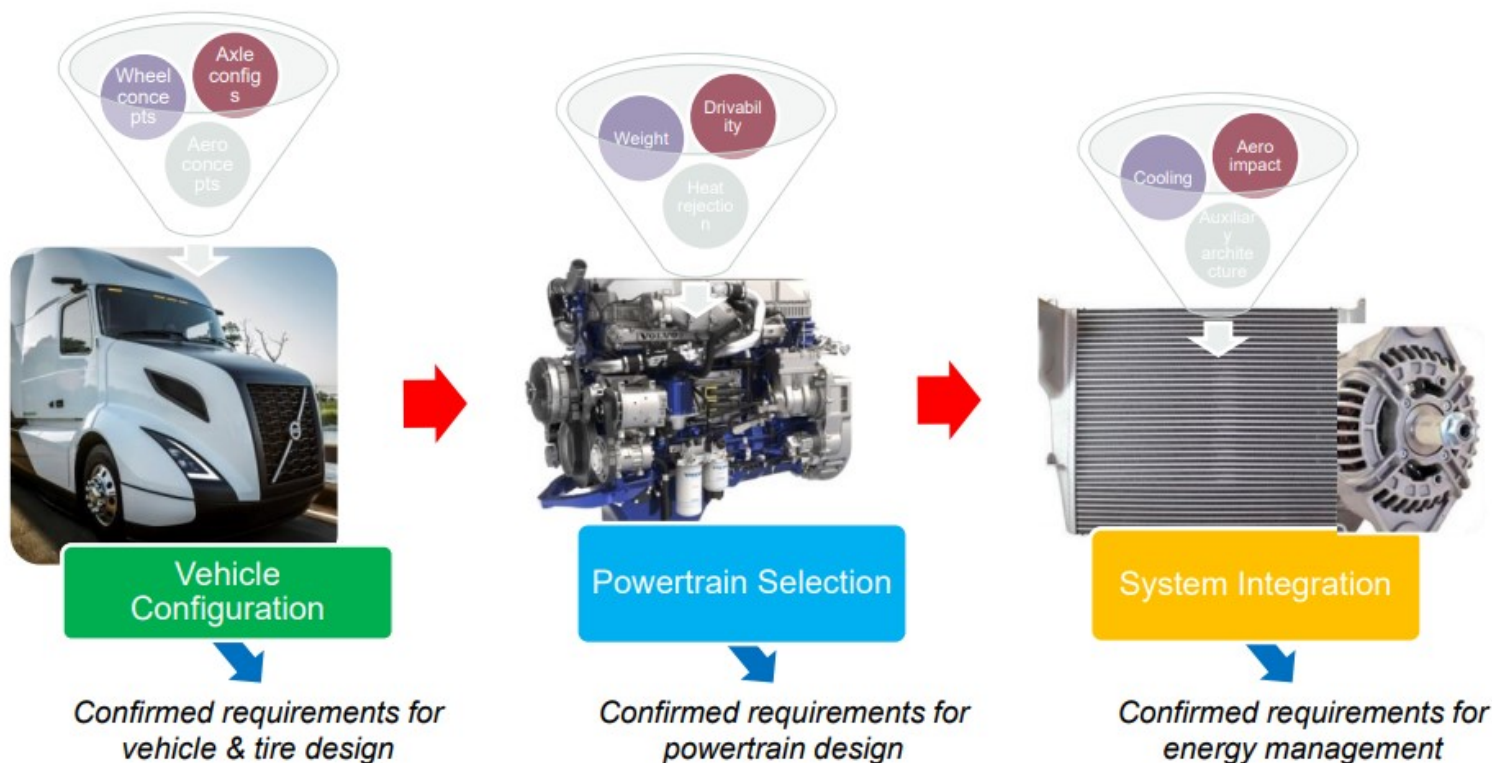 Wheel
conce
pts
Axle
config
s
Aero
conce
pts
Weight
Drivabil
ity
Heat
rejectio
n
Cooling
Aero
impact
Auxiliar
y
archite
cture
VOLVO
Vehicle
Configuration
Powertrain Selection
System Integration
Confirmed requirements for
vehicle & tire design
Confirmed requirements for
powertrain design
Confirmed requirements for
energy management